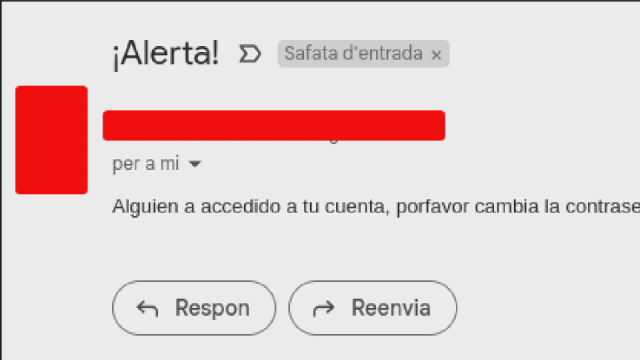 ¡Alerta!
Safata d'entrada ×
per a mi
Alguien a accedido a tu cuenta, porfavor cambia la contrase
Respon
Reenvia